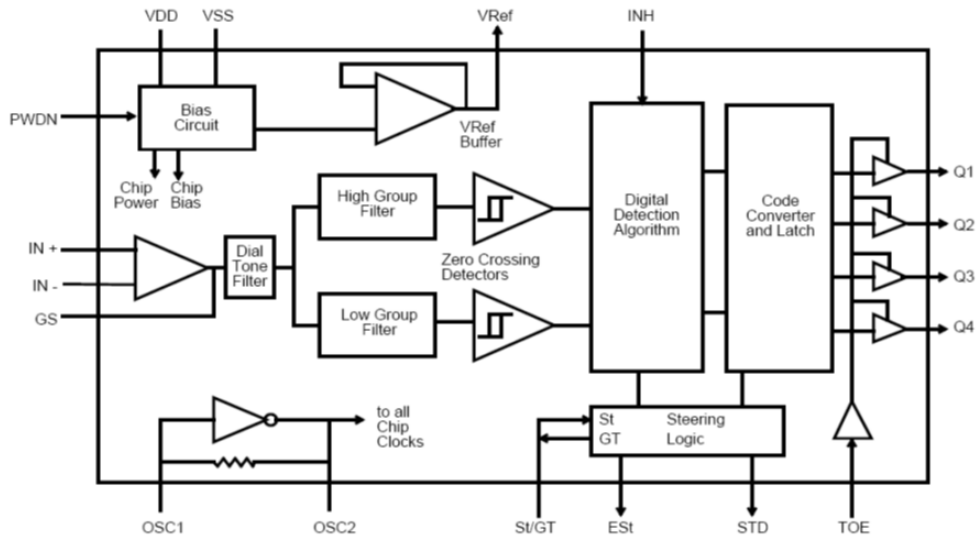 VDD
VSS
VRef
INH
PWDN
Bias
Circuit
VRef
Buffer
Chip
Power
Chip
Bias
High Group
Filter
Digital
Detection
Algorithm
Code
Converter
and Latch
Q1
Q2
Q3
Q4
IN +
IN -
GS
Dial
Tone
Filter
Zero Crossing
Detectors
Low Group
Filter
to all
Chip
Clocks
St
GT
Steering
Logic
OSC1
OSC2
St/GT
ESt
STD
TOE